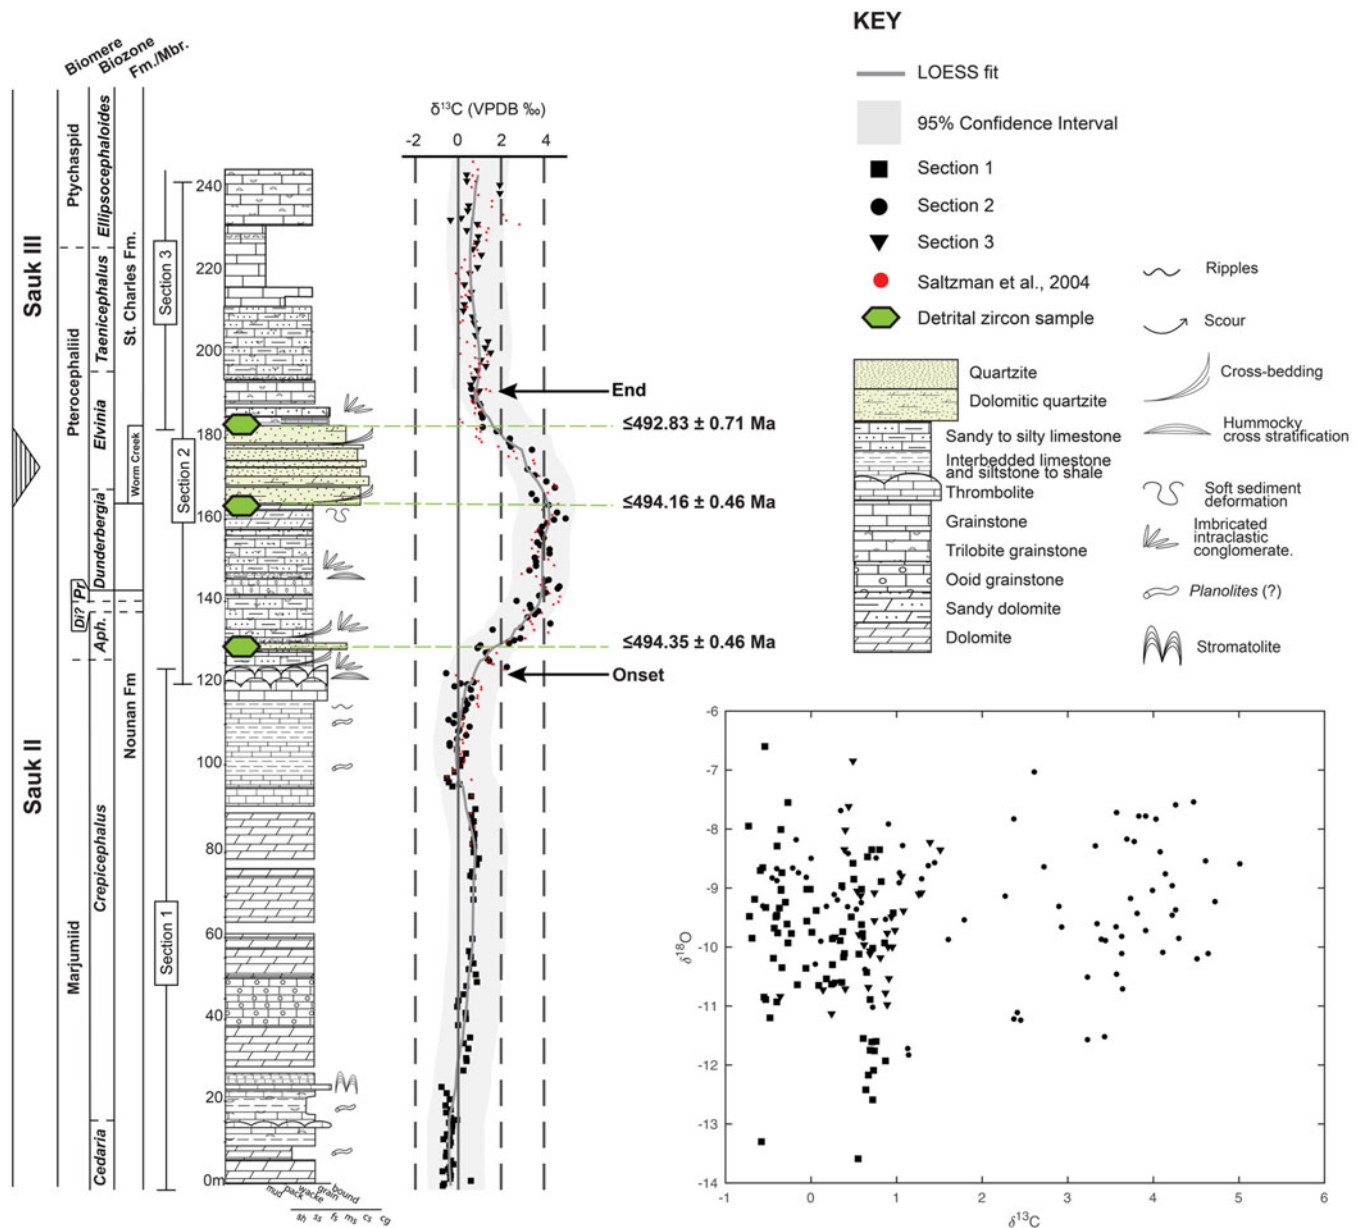 Biomere
Biozone
Fm./Mbr.
Sauk III
Sauk II
Ptychaspid
Pterocephaliid
Marjumiid
Ellipsocephaloides
Taenicephalus
Elvinia
Dunderbergia
Pr
Di?
Aph.
Crepicephalus
Cedaria
St. Charles Fm.
Worm Creek
Nounan Fm
Section 3
Section 2
Section 1
240
220
200
180
160
140
120
100
80
60
40
20
0m
mud
pack
wacke
grain
bound
sh
ss
fs
ms
cs
cg
δ13C (VPDB ‰)
-2 0 2 4
End
≤492.83 ± 0.71 Ma
≤494.16 ± 0.46 Ma
≤494.35 ± 0.46 Ma
Onset
KEY
LOESS fit
95% Confidence Interval
Section 1
Section 2
Section 3
Saltzman et al., 2004
Detrital zircon sample
Quartzite
Dolomitic quartzite
Sandy to silty limestone
Interbedded limestone
and siltstone to shale
Thrombolite
Grainstone
Trilobite grainstone
Ooid grainstone
Sandy dolomite
Dolomite
Ripples
Scour
Cross-bedding
Hummocky
cross stratification
Soft sediment
deformation
Imbricated
intraclastic
conglomerate.
Planolites (?)
Stromatolite
-6
-7
-8
-9
-10
-11
-12
-13
-14
δ18O
-1 0 1 2 3 4 5 6
δ13C